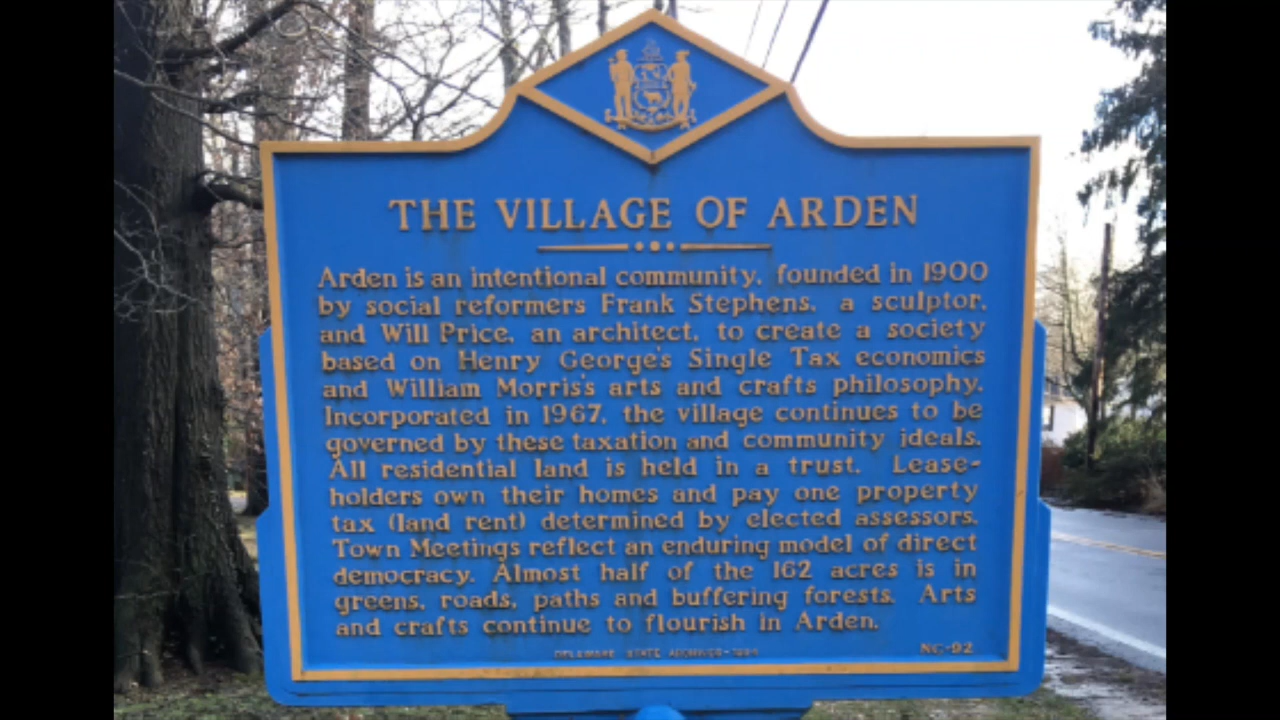 THE VILLAGE OF ARDEN
Arden is an intentional community, founded in 1900
by social reformers Frank Stephens, a sculptor,
and Will Price, an architect, to create a society
based on Henry George's Single Tax economics
and William Morris's arts and crafts philosophy.
Incorporated in 1967, the village continues to be
governed by these taxation and community ideals.
All residential land is held in a trust. Lease-
holders own their homes and pay one property
tax (land rent) determined by elected assessors.
Town Meetings reflect an enduring model of direct
democracy. Almost half of the 162 acres is in
greens, roads, paths and buffering forests. Arts
and crafts continue to flourish in Arden.
DELAWARE STATE ARCHIVES
NC-92